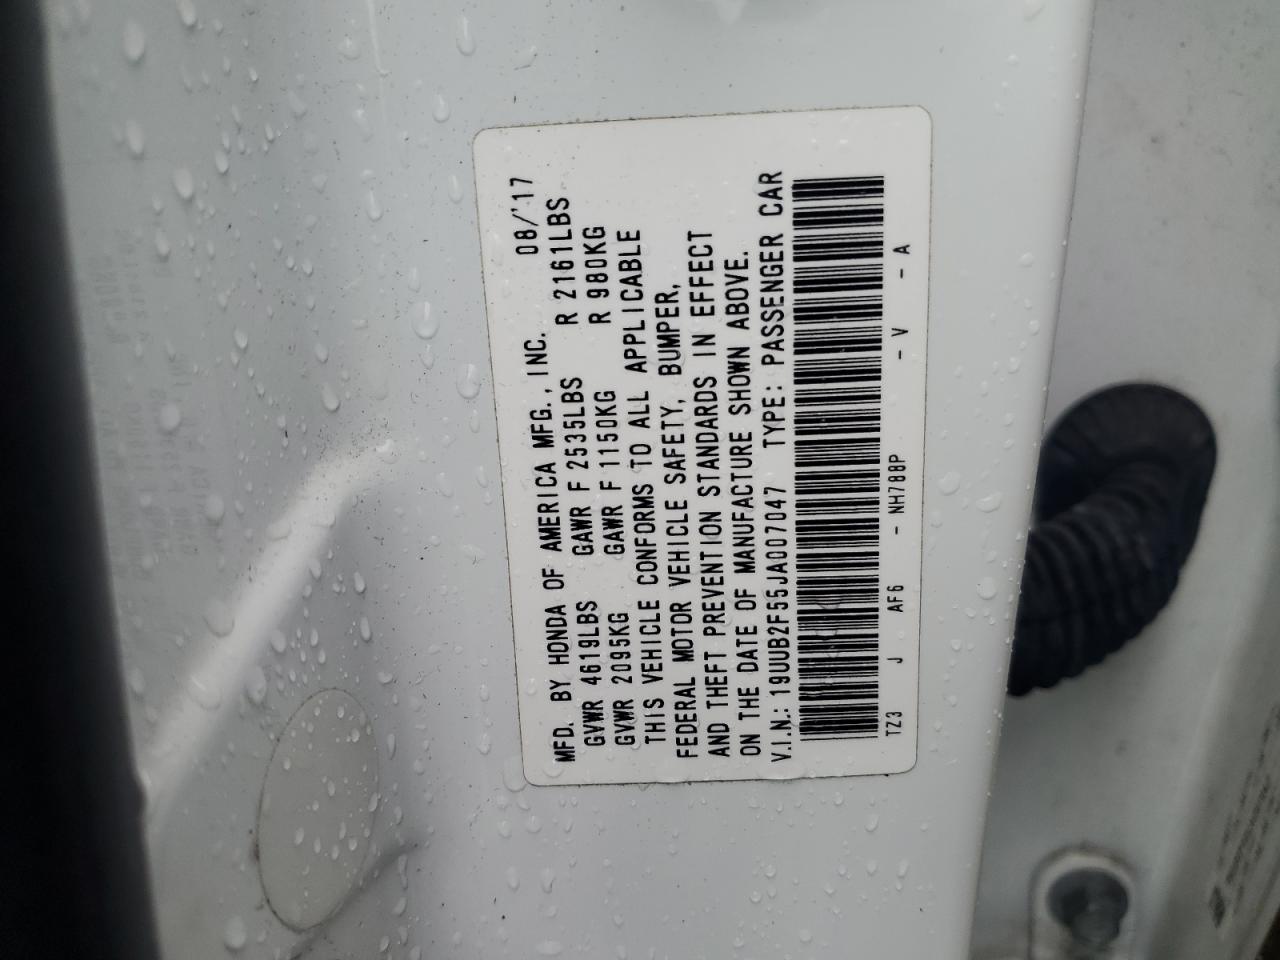 MFD. BY HONDA OF AMERICA MFG., INC. 08/'17
GVWR 4619LBS GAWR F 2535LBS R 2161LBS
GVWR 2095KG GAWR F 1150KG R 980KG
THIS VEHICLE CONFORMS TO ALL APPLICABLE
FEDERAL MOTOR VEHICLE SAFETY, BUMPER,
AND THEFT PREVENTION STANDARDS IN EFFECT
ON THE DATE OF MANUFACTURE SHOWN ABOVE.
V.I.N.: 19UUB2F55JA007047 TYPE: PASSENGER CAR
TZ3 J AF6 - NH788P - V - A